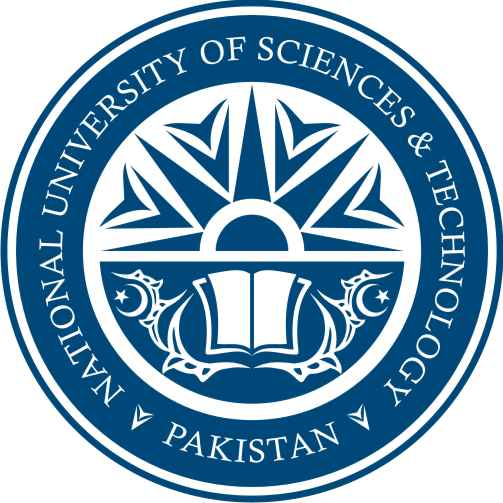 NATIONAL UNIVERSITY OF SCIENCES & TECHNOLOGY
PAKISTAN